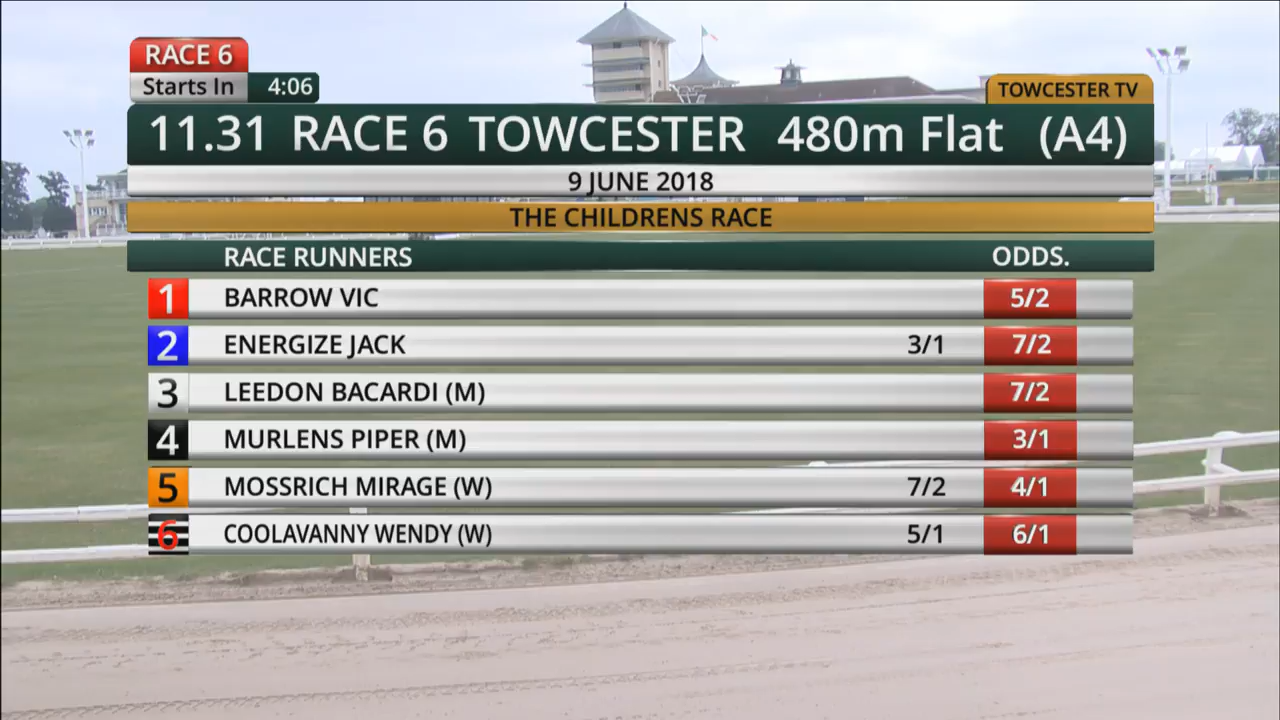 RACE 6
Starts In 4:06
TOWCESTER TV
11.31 RACE 6 TOWCESTER 480m Flat (A4)
9 JUNE 2018
THE CHILDRENS RACE
RACE RUNNERS ODDS.
1 BARROW VIC 5/2
2 ENERGIZE JACK 3/1 7/2
3 LEEDON BACARDI (M) 7/2
4 MURLENS PIPER (M) 3/1
5 MOSSRICH MIRAGE (W) 7/2 4/1
6 COOLAVANNY WENDY (W) 5/1 6/1